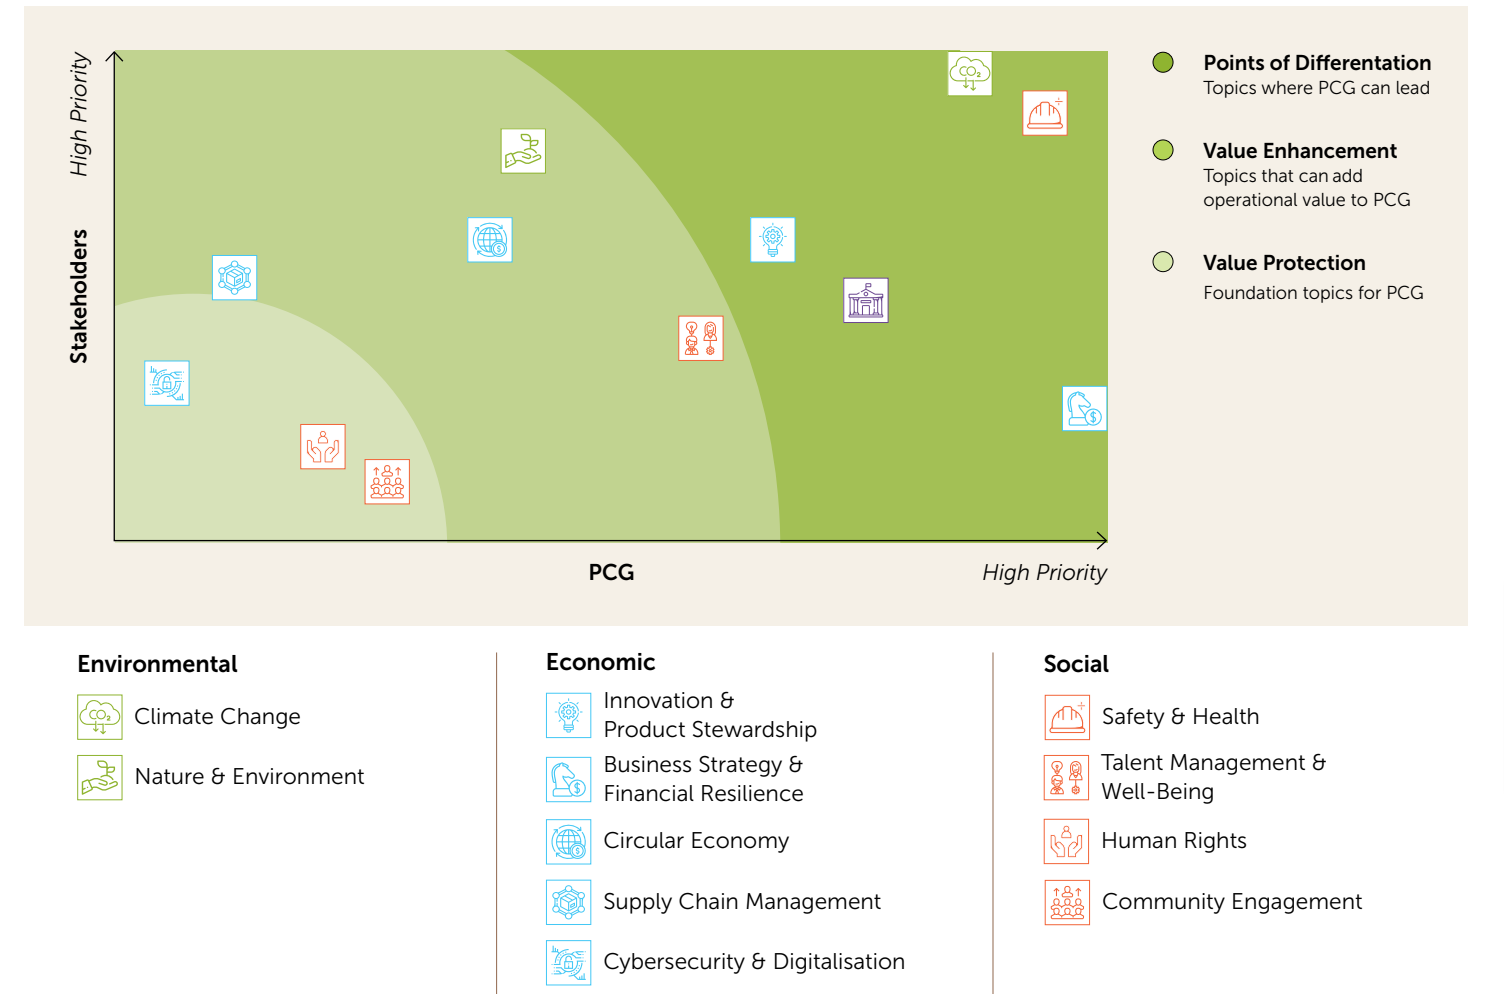 High Priority
Stakeholders
PCG
High Priority
Points of Differentation
Topics where PCG can lead
Value Enhancement
Topics that can add
operational value to PCG
Value Protection
Foundation topics for PCG
Environmental
Climate Change
Nature & Environment
Economic
Innovation &
Product Stewardship
Business Strategy &
Financial Resilience
Circular Economy
Supply Chain Management
Cybersecurity & Digitalisation
Social
Safety & Health
Talent Management &
Well-Being
Human Rights
Community Engagement